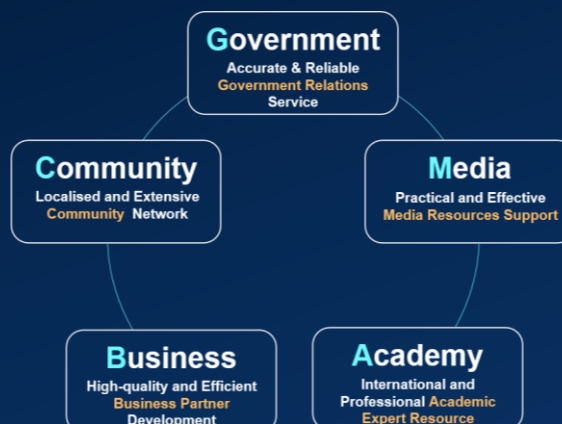 Government
Accurate & Reliable
Government Relations
Service
Community
Localised and Extensive
Community Network
Media
Practical and Effective
Media Resources Support
Business
High-quality and Efficient
Business Partner
Development
Academy
International and
Professional Academic
Expert Resource